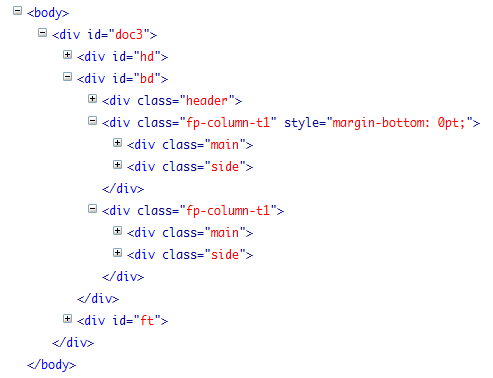 <body>
<div id="doc3">
<div id="hd">
<div id="bd">
<div class="header">
<div class="fp-column-t1" style="margin-bottom: 0pt;">
<div class="main">
<div class="side">
</div>
<div class="fp-column-t1">
<div class="main">
<div class="side">
</div>
</div>
<div id="ft">
</div>
</body>